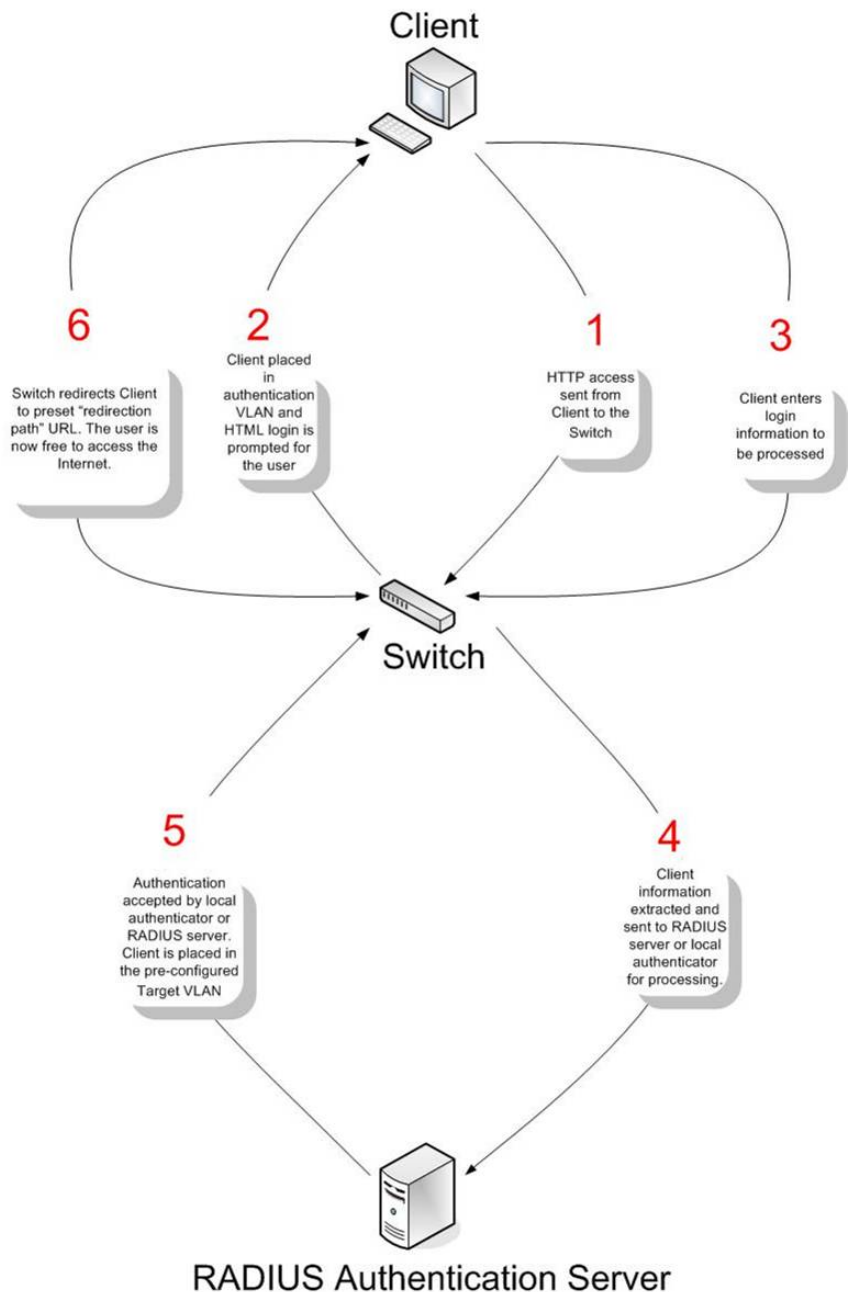 Client
6
Switch redirects Client
to preset “redirection
path” URL. The user is
now free to access the
Internet.
2
Client placed
in
authentication
VLAN and
HTML login is
prompted for
the user
1
HTTP access
sent from
Client to the
Switch
3
Client enters
login
information to
be processed
Switch
5
Authentication
accepted by local
authenticator or
RADIUS server.
Client is placed in
the pre-configured
Target VLAN
4
Client
information
extracted and
sent to RADIUS
server or local
authenticator
for processing.
RADIUS Authentication Server